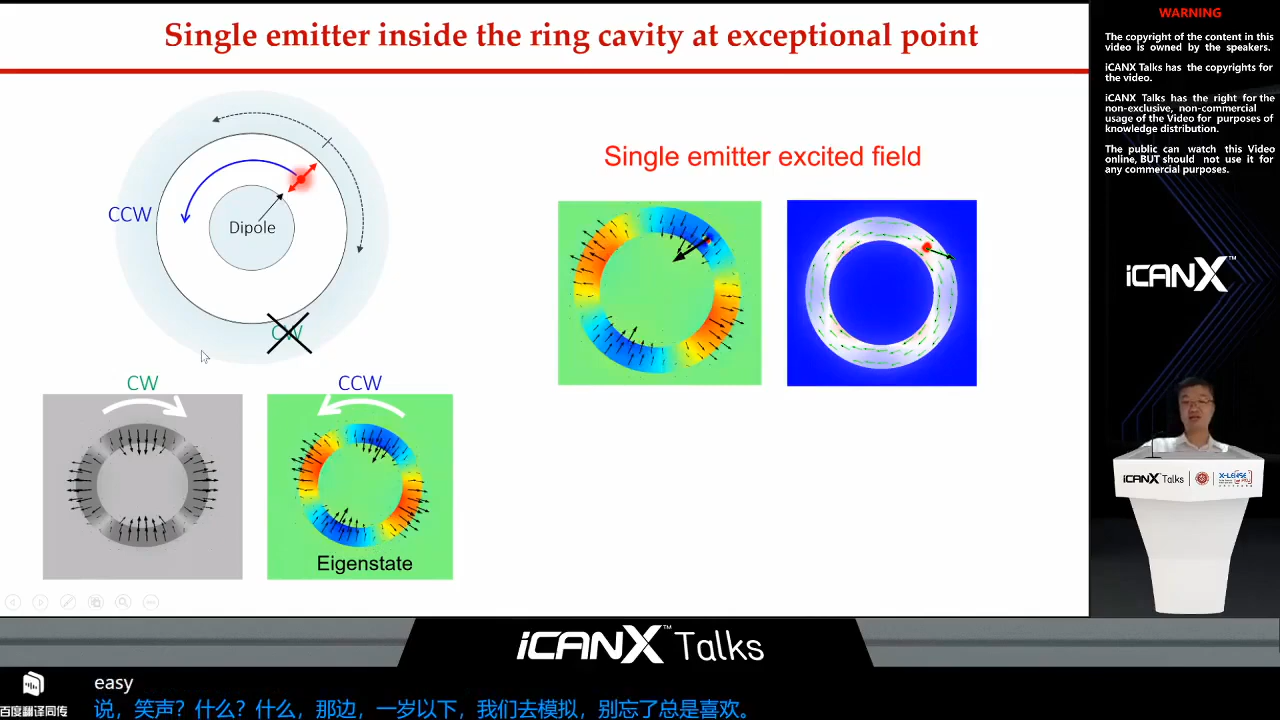 Single emitter inside the ring cavity at exceptional point
CCW
Dipole
CW
CW
CCW
Eigenstate
Single emitter excited field
WARNING
The copyright of the content in this
video is owned by the speakers.
iCANX Talks has the copyrights for
the video.
iCANX Talks has the right for the
non-exclusive, non-commercial
usage of the Video for purposes of
knowledge distribution.
The public can watch this Video
online, BUT should not use it for
any commercial purposes.
iCANX™
iCANX Talks
iCANX™ Talks
easy
说，笑声？什么？什么，那边，一岁以下，我们去模拟，别忘了总是喜欢。
百度翻译同传